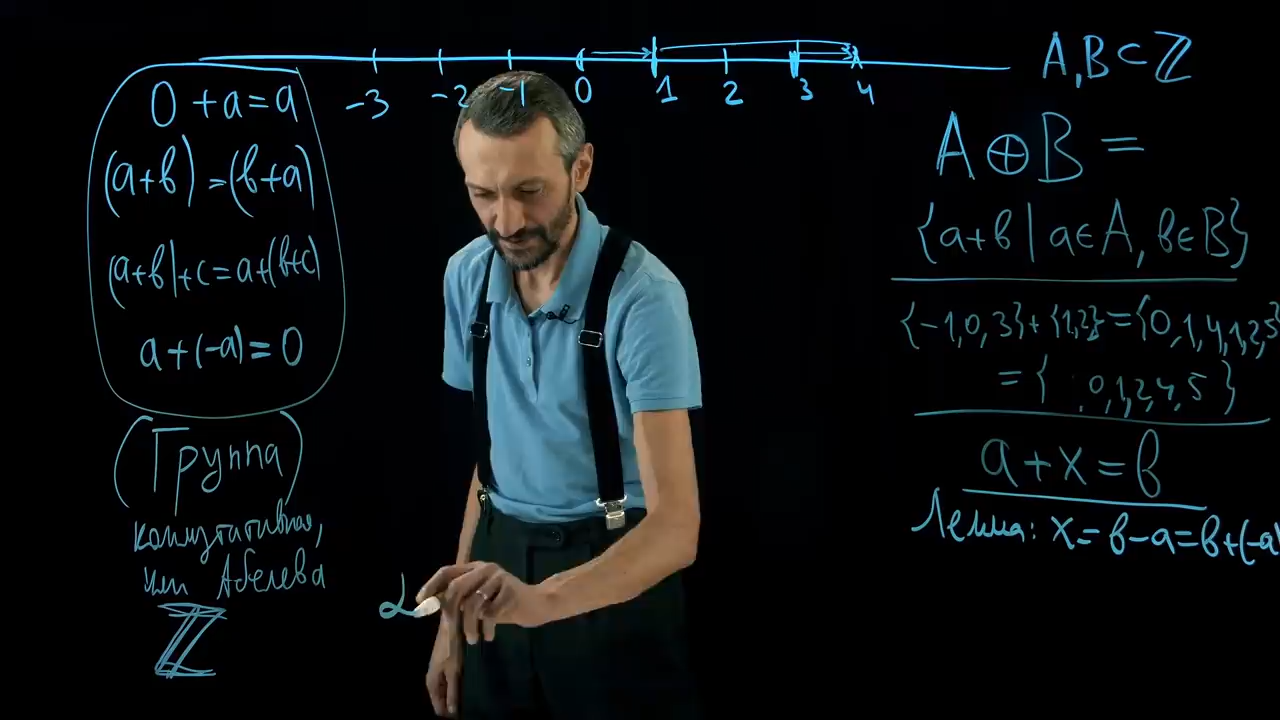 -3 -2 -1 0 1 2 3 4
0 + a = a
(a+в) = (в+a)
(a+в)+c=a+(в+c)
a+(-a)=0
(Группа)
коммутативная,
или Абелева
ℤ
A,B⊂ℤ
A⊕B=
{a+в | a∈A, в∈B}
{-1,0,3}+{1,2}={0,1,4,1,2,5
={ 0,1,2,4,5 }
a+x=в
Лемма: x=в-a=в+(-a)